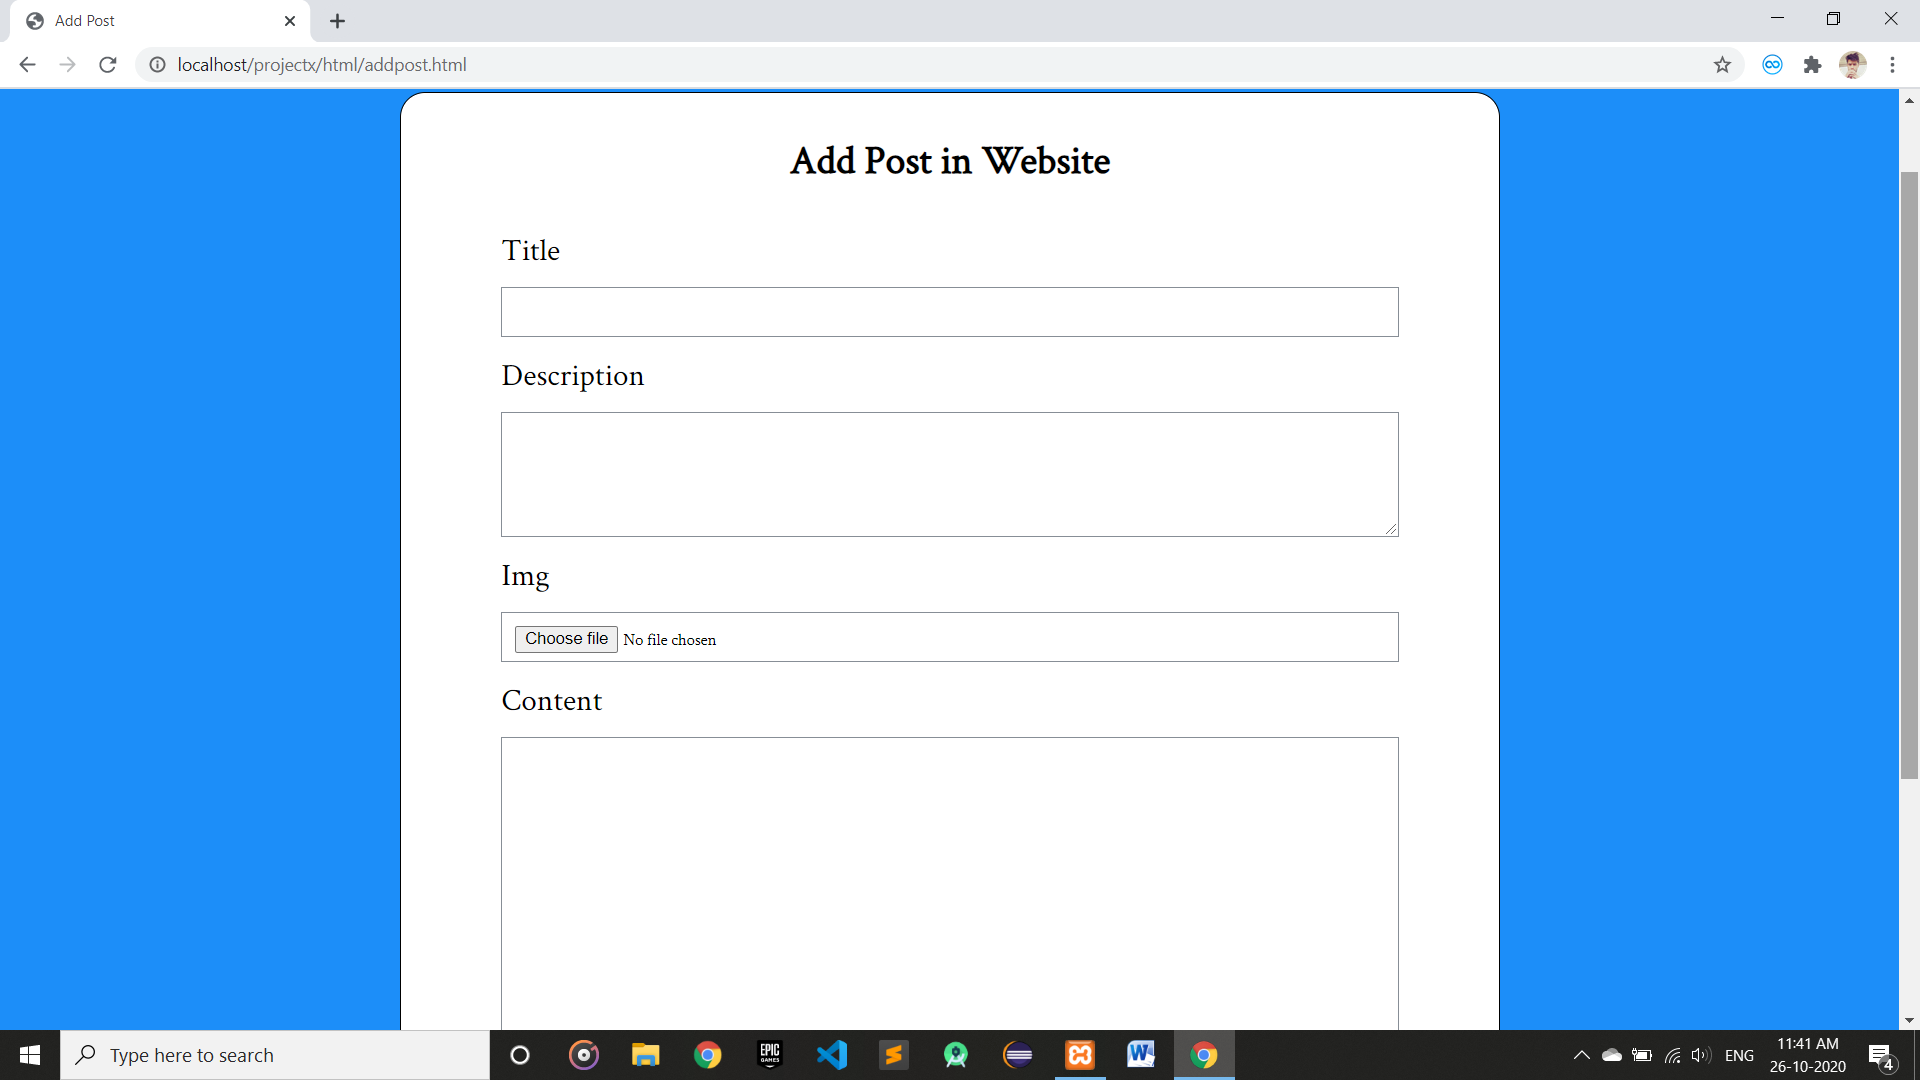 Add Post
localhost/projectx/html/addpost.html
Add Post in Website
Title
Description
Img
Choose file No file chosen
Content
Type here to search
EPIC
GAMES
W
ENG
11:41 AM
26-10-2020
4